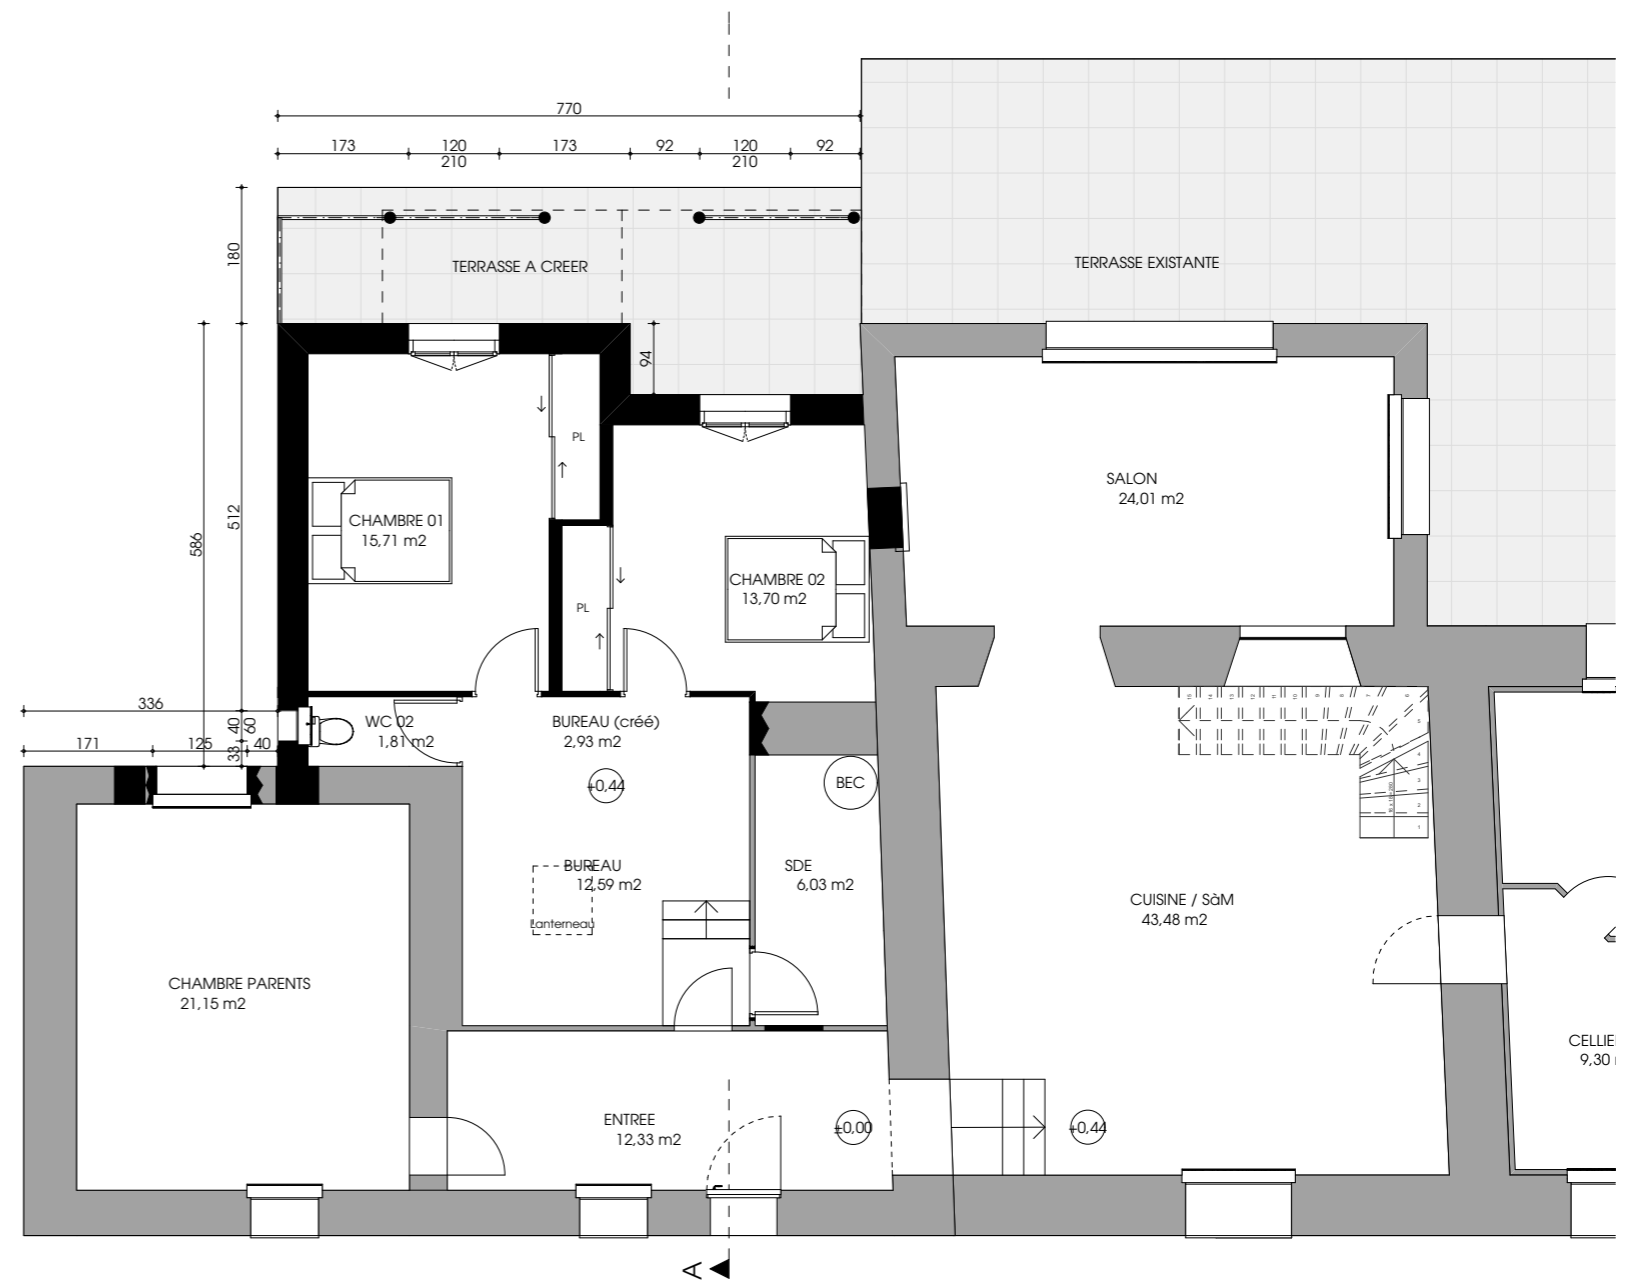 770
173 120 173 92 120 92
210 210
180
TERRASSE A CREER
TERRASSE EXISTANTE
94
512
586
PL
SALON
24,01 m2
CHAMBRE 01
15,71 m2
CHAMBRE 02
13,70 m2
PL
336
40
60
WC 02
1,81 m2
BUREAU (créé)
2,93 m2
171 125 40
33
+0,44
BEC
BUREAU
12,59 m2
Lanterneau
SDE
6,03 m2
CUISINE / SàM
43,48 m2
CHAMBRE PARENTS
21,15 m2
CELLIE
9,30
ENTREE
12,33 m2
±0,00
+0,44
A